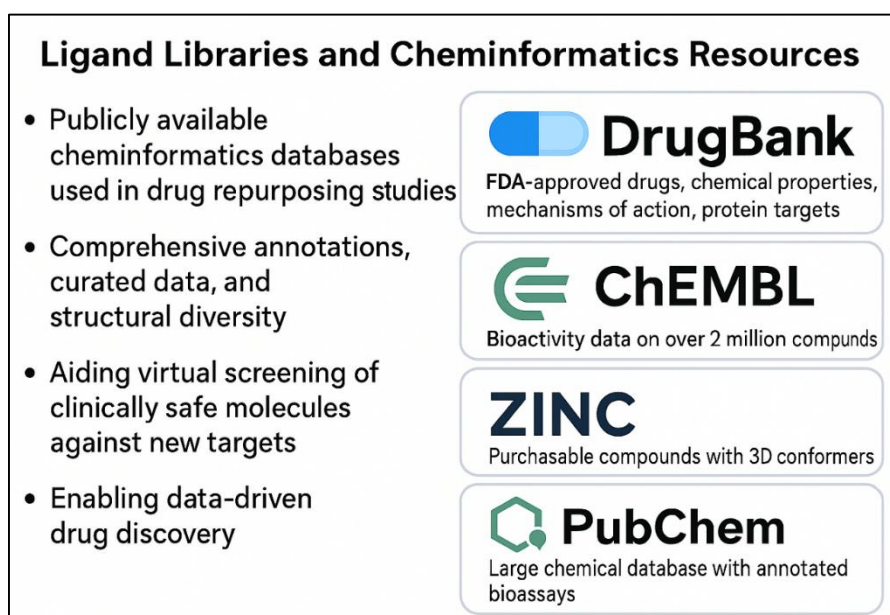 Ligand Libraries and Cheminformatics Resources
• Publicly available
cheminformatics databases
used in drug repurposing studies
• Comprehensive annotations,
curated data, and
structural diversity
• Aiding virtual screening of
clinically safe molecules
against new targets
• Enabling data-driven
drug discovery
DrugBank
FDA-approved drugs, chemical properties,
mechanisms of action, protein targets
ChEMBL
Bioactivity data on over 2 million compunds
ZINC
Purchasable compounds with 3D conformers
PubChem
Large chemical database with annotated
bioassays